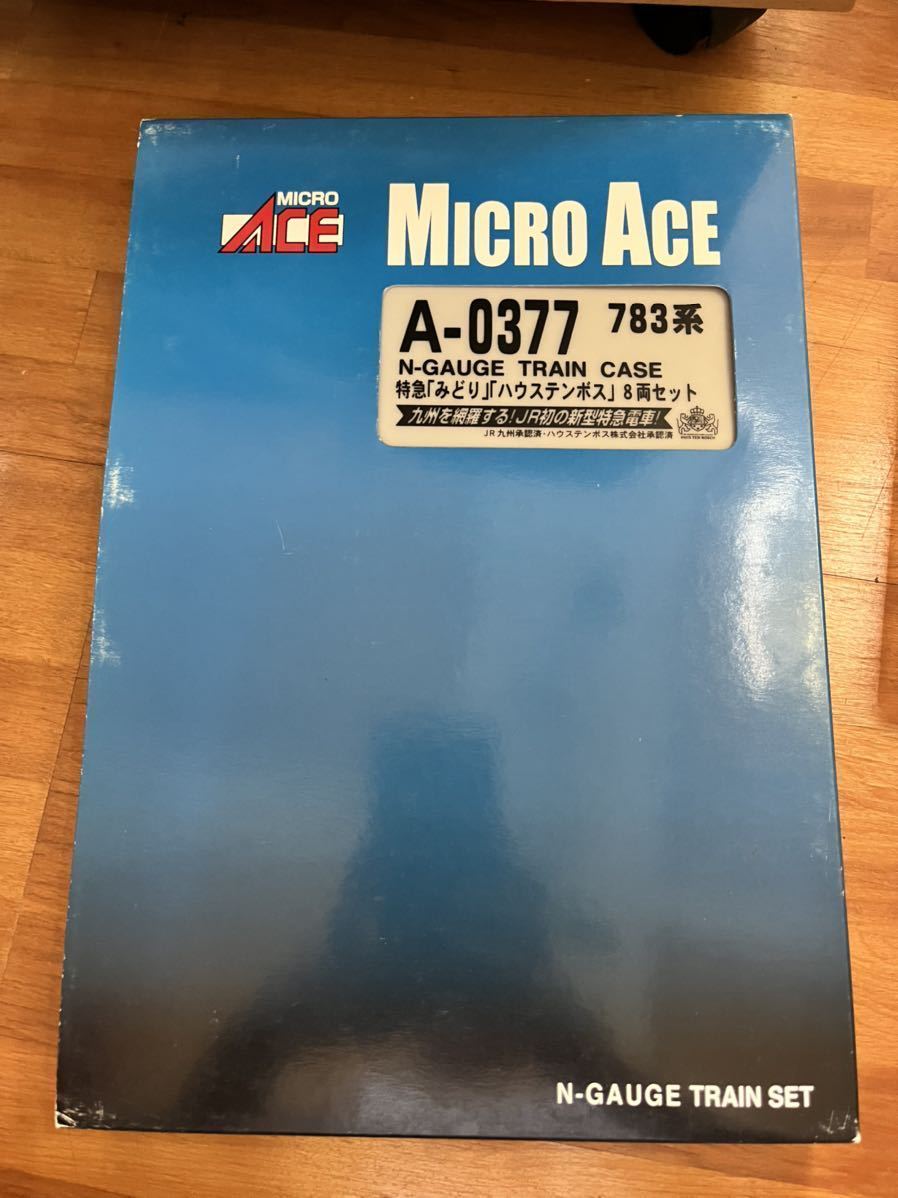 MICRO
ACE
MICRO ACE
A-0377 783系
N-GAUGE TRAIN CASE
特急「みどり」「ハウステンボス」8両セット
九州を網羅する!JR初の新型特急電車!
JR九州承認済・ハウステンボス株式会社承認済
HUIS TEN BOSCH
N-GAUGE TRAIN SET